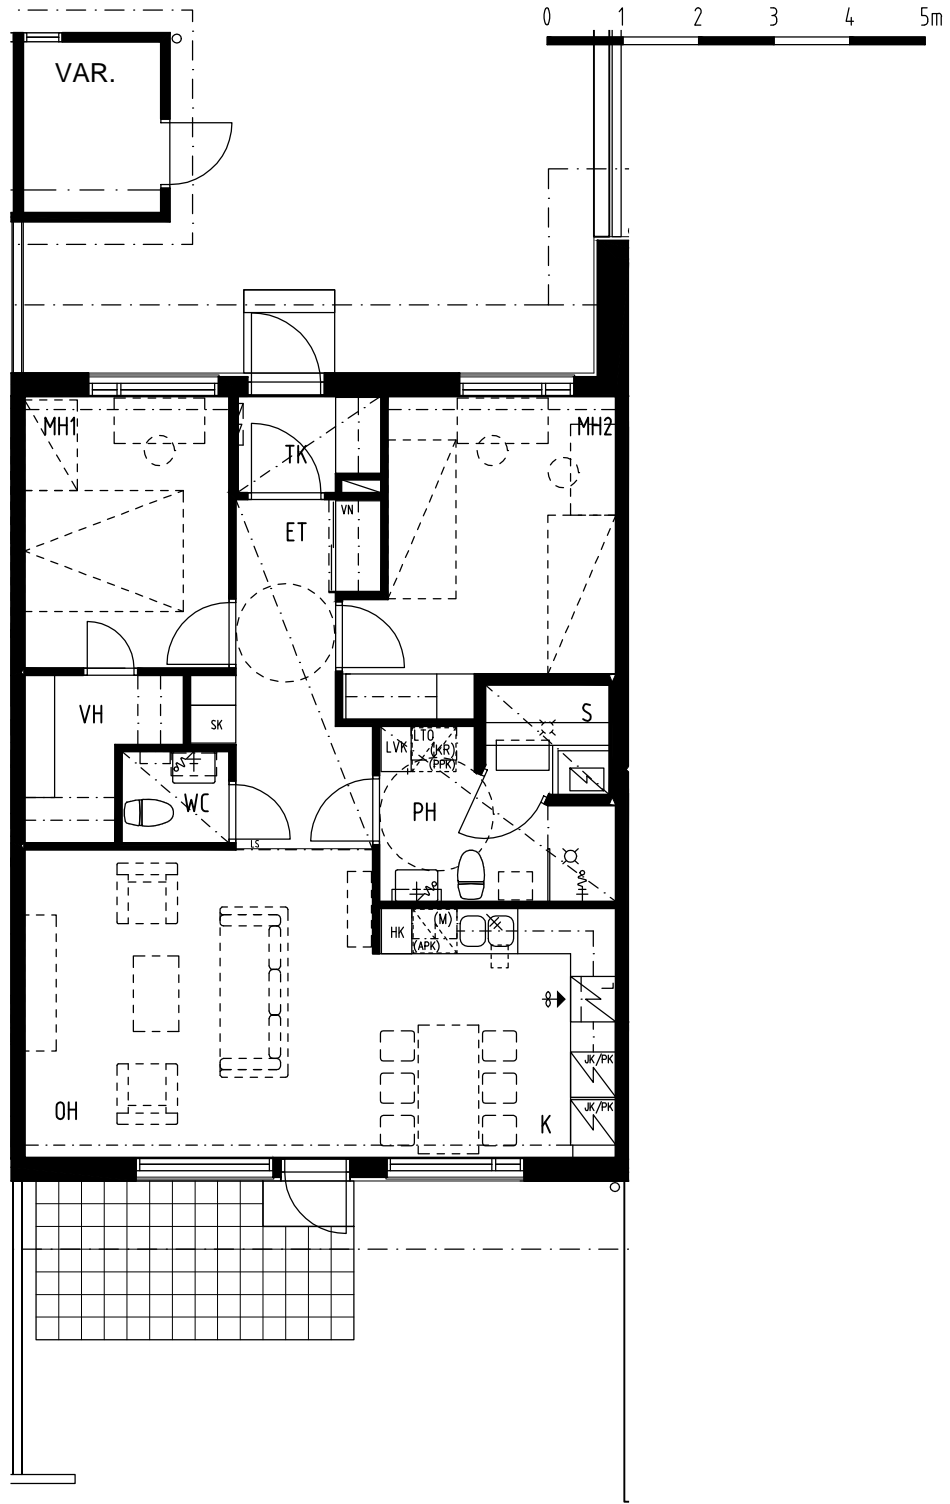 0 1 2 3 4 5m
VAR.
MH1
TK
MH2
VN
ET
VH
SK
S
LVK
LTO
(KR)
(PPK)
WC
PH
LS
HK
(M)
(APK)
L
JK/PK
JK/PK
OH
K